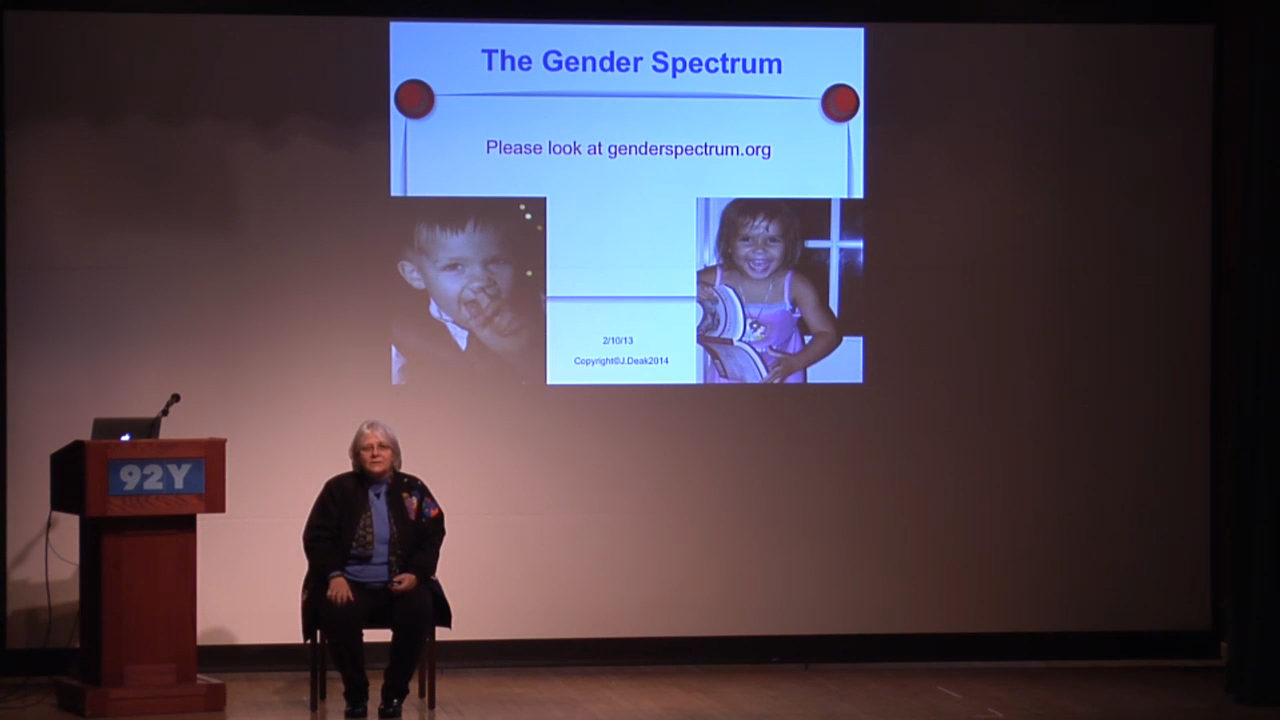 The Gender Spectrum
Please look at genderspectrum.org
2/10/13
Copyright©J.Deak2014
92Y